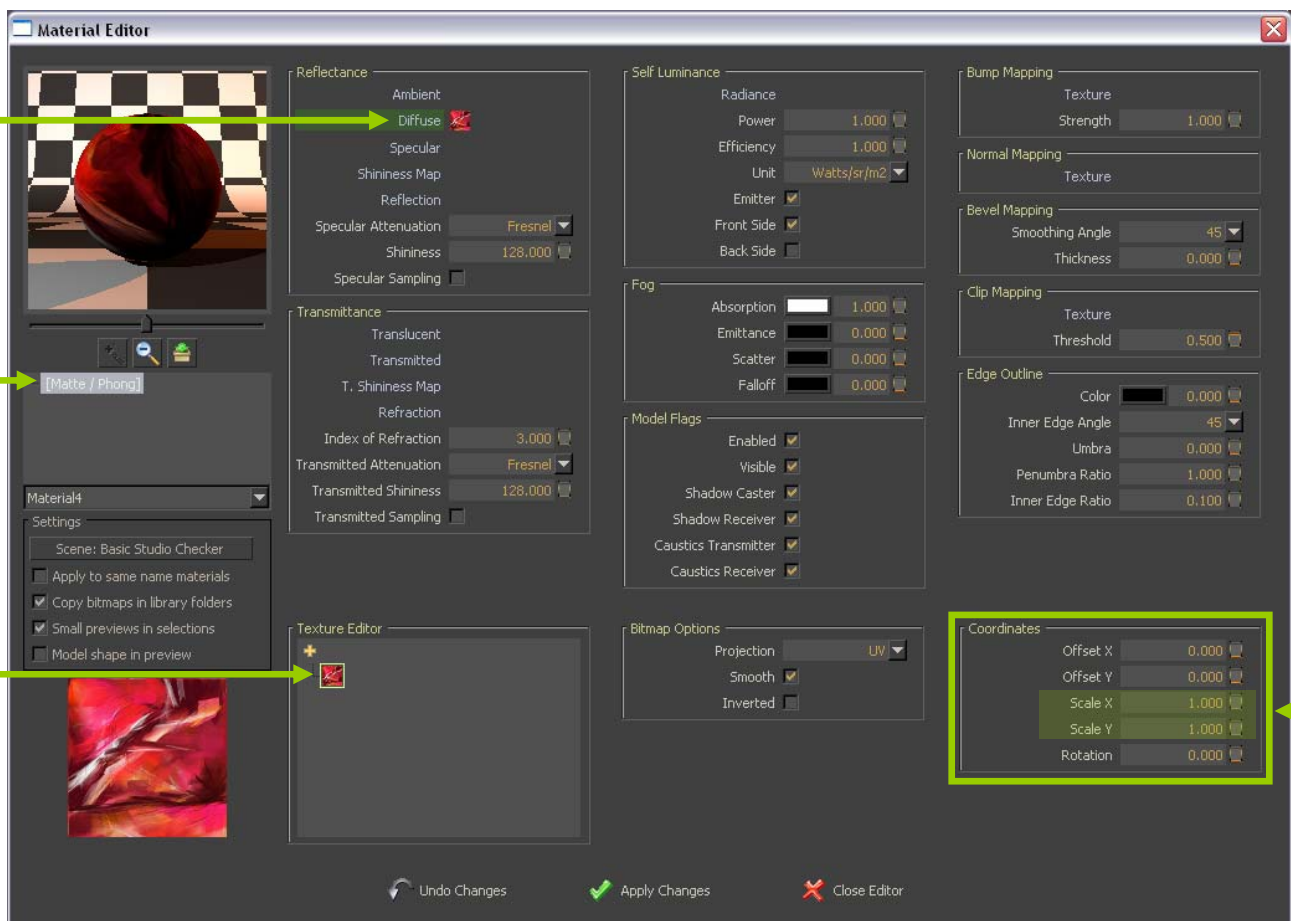 Material Editor
Reflectance
Ambient
Diffuse
Specular
Shininess Map
Reflection
Specular Attenuation Fresnel
Shininess 128.000
Specular Sampling
Transmittance
Translucent
Transmitted
T. Shininess Map
Refraction
Index of Refraction 3.000
Transmitted Attenuation Fresnel
Transmitted Shininess 128.000
Transmitted Sampling
Self Luminance
Radiance
Power 1.000
Efficiency 1.000
Unit Watts/sr/m2
Emitter
Front Side
Back Side
Fog
Absorption 1.000
Emittance 0.000
Scatter 0.000
Falloff 0.000
Model Flags
Enabled
Visible
Shadow Caster
Shadow Receiver
Caustics Transmitter
Caustics Receiver
Bump Mapping
Texture
Strength 1.000
Normal Mapping
Texture
Bevel Mapping
Smoothing Angle 45
Thickness 0.000
Clip Mapping
Texture
Threshold 0.500
Edge Outline
Color 0.000
Inner Edge Angle 45
Umbra 0.000
Penumbra Ratio 1.000
Inner Edge Ratio 0.100
[Matte / Phong]
Material4
Settings
Scene: Basic Studio Checker
Apply to same name materials
Copy bitmaps in library folders
Small previews in selections
Model shape in preview
Texture Editor
Bitmap Options
Projection UV
Smooth
Inverted
Coordinates
Offset X 0.000
Offset Y 0.000
Scale X 1.000
Scale Y 1.000
Rotation 0.000
Undo Changes
Apply Changes
Close Editor